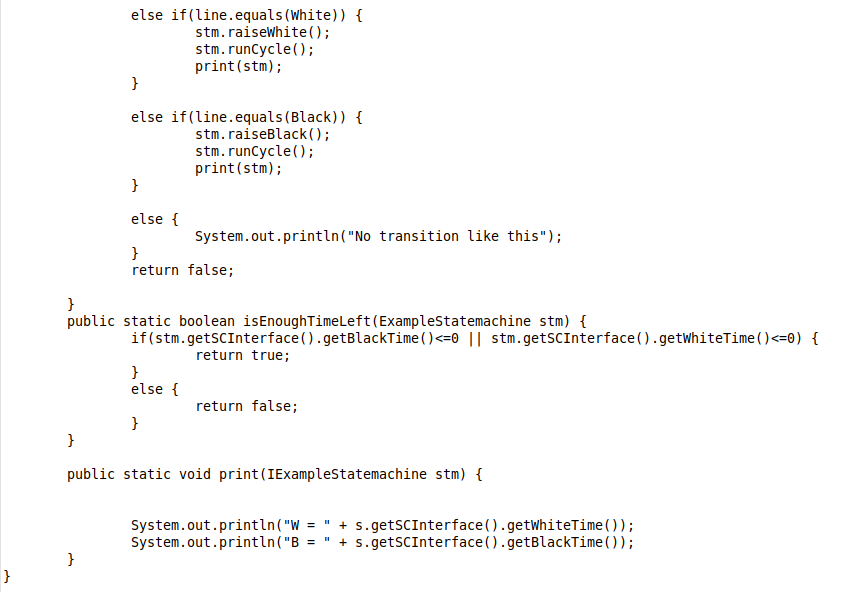 else if(line.equals(White)) {
stm.raiseWhite();
stm.runCycle();
print(stm);
}
else if(line.equals(Black)) {
stm.raiseBlack();
stm.runCycle();
print(stm);
}
else {
System.out.println("No transition like this");
}
return false;
}
public static boolean isEnoughTimeLeft(ExampleStatemachine stm) {
if(stm.getSCInterface().getBlackTime()<=0 || stm.getSCInterface().getWhiteTime()<=0) {
return true;
}
else {
return false;
}
}
public static void print(IExampleStatemachine stm) {
System.out.println("W = " + s.getSCInterface().getWhiteTime());
System.out.println("B = " + s.getSCInterface().getBlackTime());
}
}